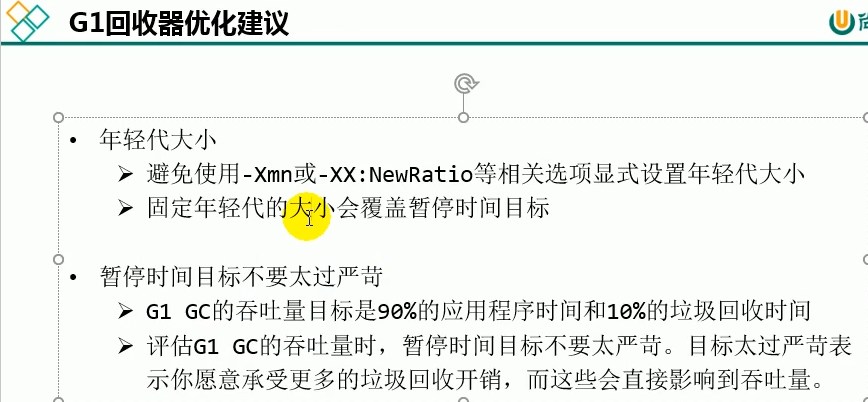 G1回收器优化建议
• 年轻代大小
➢ 避免使用-Xmn或-XX:NewRatio等相关选项显式设置年轻代大小
➢ 固定年轻代的大小会覆盖暂停时间目标
• 暂停时间目标不要太过严苛
➢ G1 GC的吞吐量目标是90%的应用程序时间和10%的垃圾回收时间
➢ 评估G1 GC的吞吐量时，暂停时间目标不要太严苛。目标太过严苛表
示你愿意承受更多的垃圾回收开销，而这些会直接影响到吞吐量。